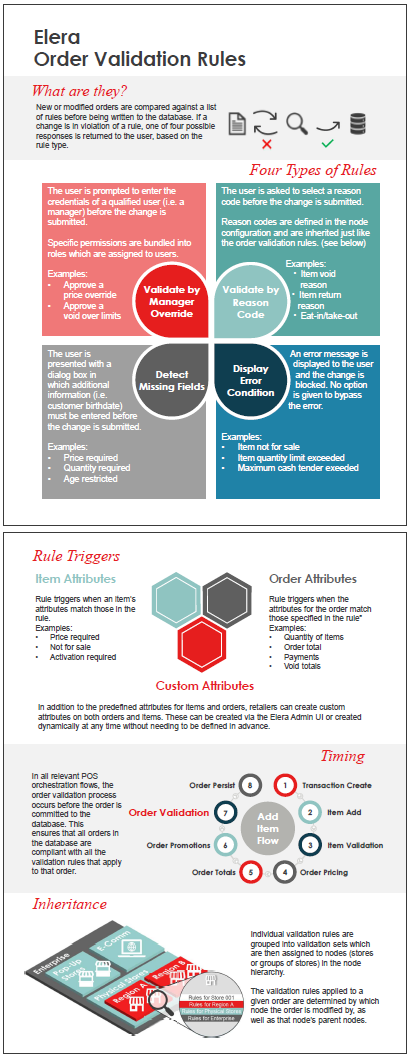 Elera
Order Validation Rules
What are they?
New or modified orders are compared against a list
of rules before being written to the database. If a
change is in violation of a rule, one of four possible
responses is returned to the user, based on the
rule type.
Four Types of Rules
The user is prompted to enter the
credentials of a qualified user (i.e. a
manager) before the change is
submitted.
Specific permissions are bundled into
roles which are assigned to users.
Examples:
• Approve a
price override
• Approve a
void over limits
Validate by
Manager
Override
The user is asked to select a reason
code before the change is submitted.
Reason codes are defined in the node
configuration and are inherited just like
the order validation rules. (see below)
Examples:
• Item void
reason
• Item return
reason
• Eat-in/take-out
Validate by
Reason
Code
The user is
presented with a
dialog box in
which additional
information (i.e.
customer birthdate)
must be entered before
the change is submitted.
Examples:
• Price required
• Quantity required
• Age restricted
Detect
Missing Fields
Display
Error
Condition
An error message is
displayed to the user
and the change is
blocked. No option
is given to bypass
the error.
Examples:
• Item not for sale
• Item quantity limit exceeded
• Maximum cash tender exeeded
Rule Triggers
Item Attributes
Rule triggers when an item's
attributes match those in the
rule.
Examples:
• Price required
• Not for sale
• Activation required
Order Attributes
Rule triggers when the
attributes for the order match
those specified in the rule"
Examples:
• Quantity of items
• Order total
• Payments
• Void totals
Custom Attributes
In addition to the predefined attributes for items and orders, retailers can create custom
attributes on both orders and items. These can be created via the Elera Admin UI or created
dynamically at any time without needing to be defined in advance.
Timing
In all relevant POS
orchestration flows, the
order validation process
occurs before the order is
committed to the
database. This
ensures that all orders in
the database are
compliant with all the
validation rules that apply
to that order.
Add
Item
Flow
1 Transaction Create
2 Item Add
3 Item Validation
4 Order Pricing
Order Totals 5
Order Promotions 6
Order Validation 7
Order Persist 8
Inheritance
Enterprise
E-Comm
Pop-Up
Stores
Physical Stores
Region B
Region A
Rules for Store 001
Rules for Region A
Rules for Physical Stores
Rules for Enterprise
Individual validation rules are
grouped into validation sets which
are then assigned to nodes (stores
or groups of stores) in the node
hierarchy.
The validation rules applied to a
given order are determined by which
node the order is modified by, as
well as that node's parent nodes.